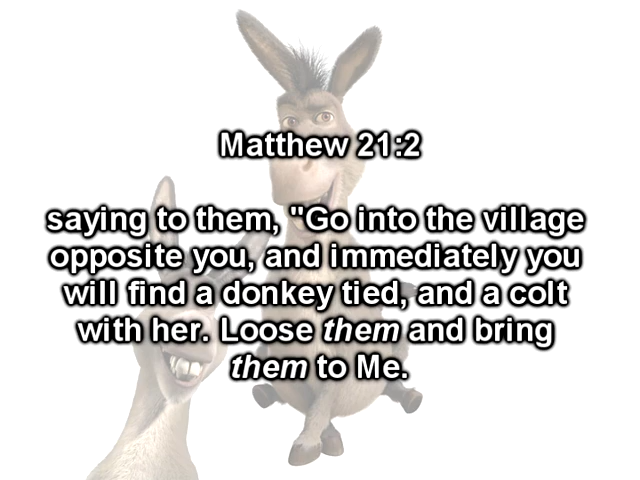 Matthew 21:2
saying to them, "Go into the village
opposite you, and immediately you
will find a donkey tied, and a colt
with her. Loose them and bring
them to Me.